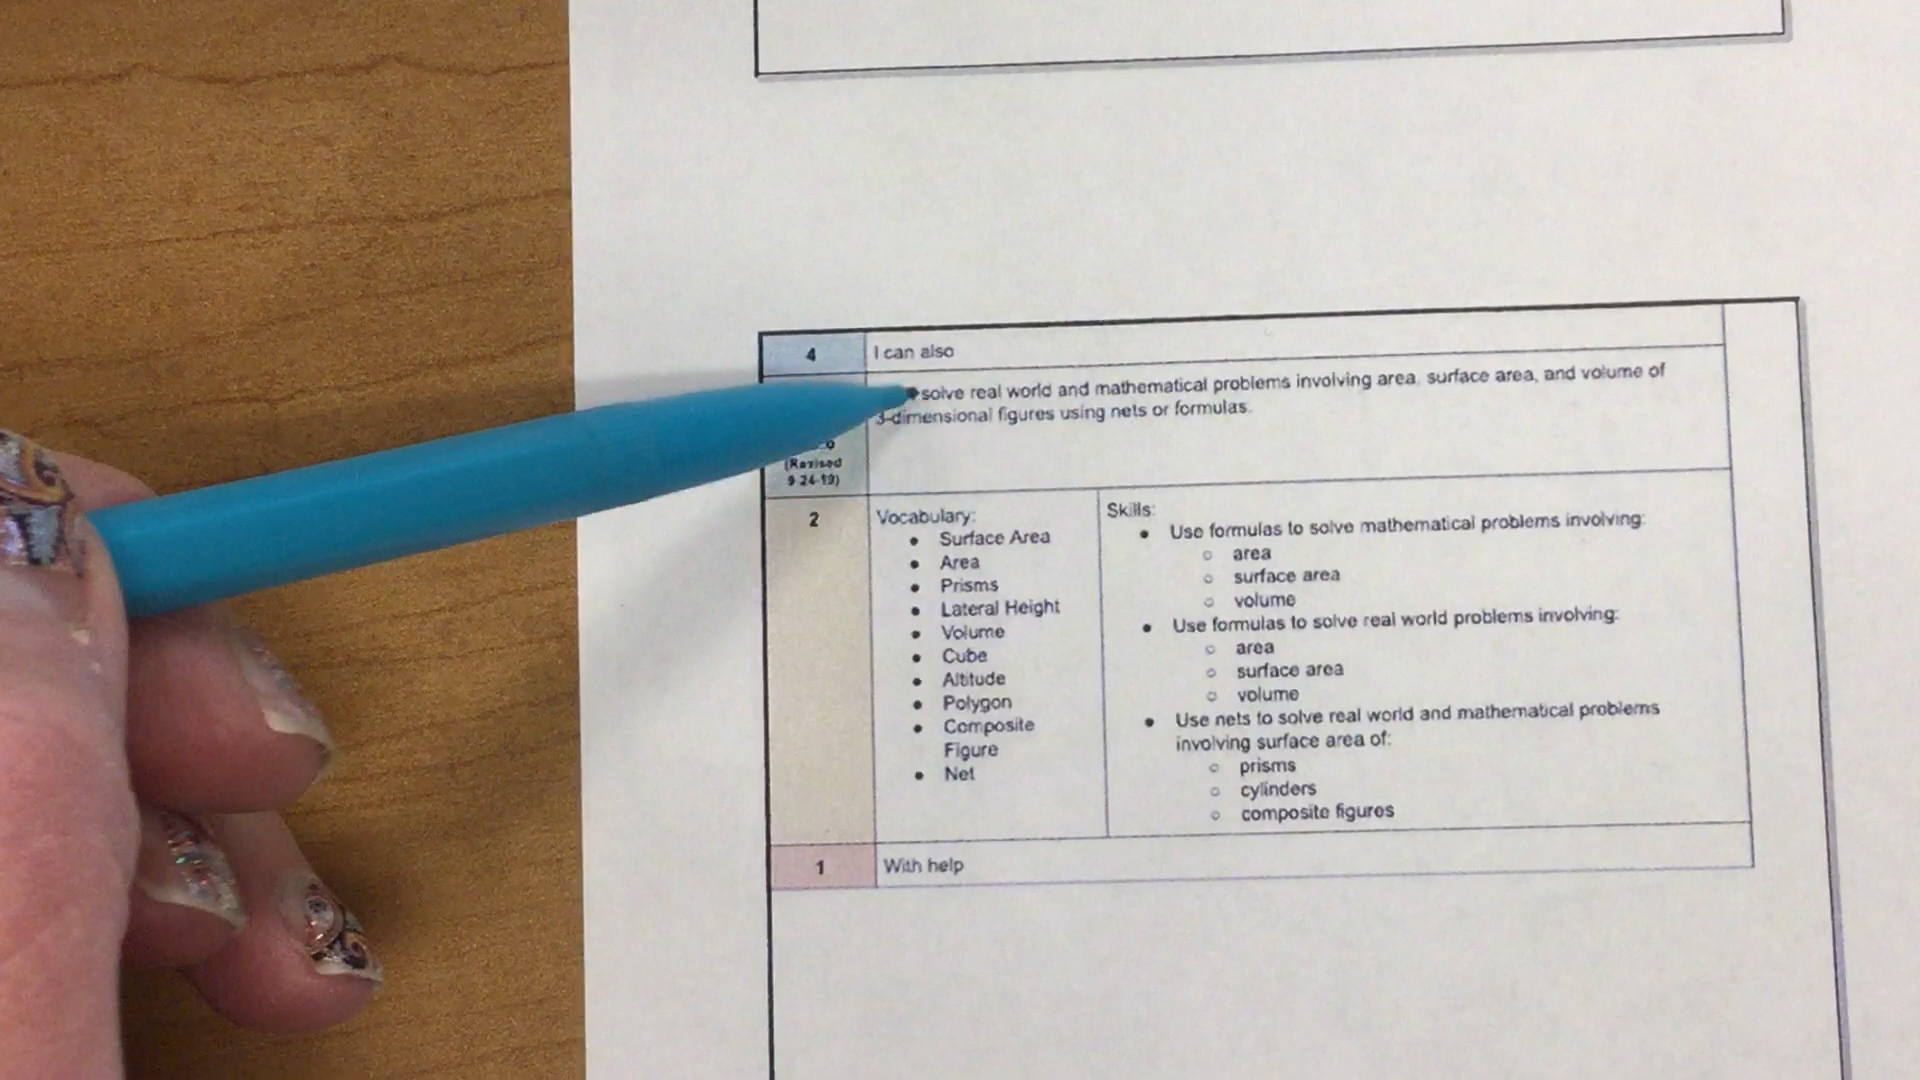 4
I can also
solve real world and mathematical problems involving area, surface area, and volume of
3-dimensional figures using nets or formulas.
(Revised
9-24-19)
2
Vocabulary:
● Surface Area
● Area
● Prisms
● Lateral Height
● Volume
● Cube
● Altitude
● Polygon
● Composite
Figure
● Net
Skills:
● Use formulas to solve mathematical problems involving:
○ area
○ surface area
○ volume
● Use formulas to solve real world problems involving:
○ area
○ surface area
○ volume
● Use nets to solve real world and mathematical problems
involving surface area of:
○ prisms
○ cylinders
○ composite figures
1
With help